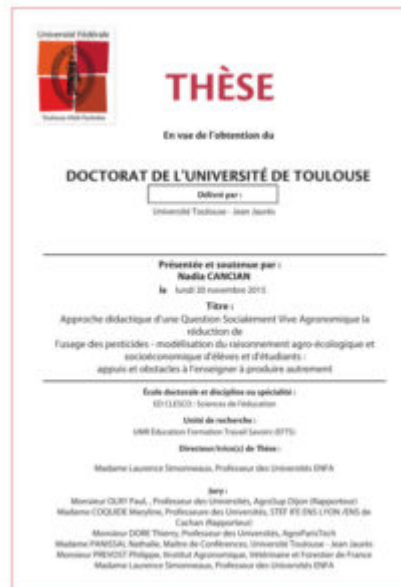 Université Fédérale
Toulouse Midi-Pyrénées
THÈSE
En vue de l'obtention du
DOCTORAT DE L'UNIVERSITÉ DE TOULOUSE
Délivré par :
Université Toulouse - Jean Jaurès
Présentée et soutenue par :
Nadia CANCIAN
le lundi 30 novembre 2015
Titre :
Approche didactique d'une Question Socialement Vive Agronomique la
réduction de
l'usage des pesticides - modélisation du raisonnement agro-écologique et
socioéconomique d'élèves et d'étudiants :
appuis et obstacles à l'enseigner à produire autrement
École doctorale et discipline ou spécialité :
ED CLESCO : Sciences de l'éducation
Unité de recherche :
UMR Education Formation Travail Savoirs (EFTS)
Directeur/trice(s) de Thèse :
Madame Laurence Simonneaux, Professeur des Universités ENFA
Jury :
Monsieur OLRY Paul, , Professeur des Universités, AgroSup Dijon (Rapporteur)
Madame COQUIDE Maryline, Professeure des Universités, STEF IFE ENS LYON /ENS de
Cachan (Rapporteur)
Monsieur DORE Thierry, Professeur des Universités, AgroParisTech
Madame PANISSAL Nathalie, Maître de Conférences, Université Toulouse - Jean Jaurès
Monsieur PREVOST Philippe, Institut Agronomique, Vétérinaire et Forestier de France
Madame Laurence Simonneaux, Professeur des Universités ENFA